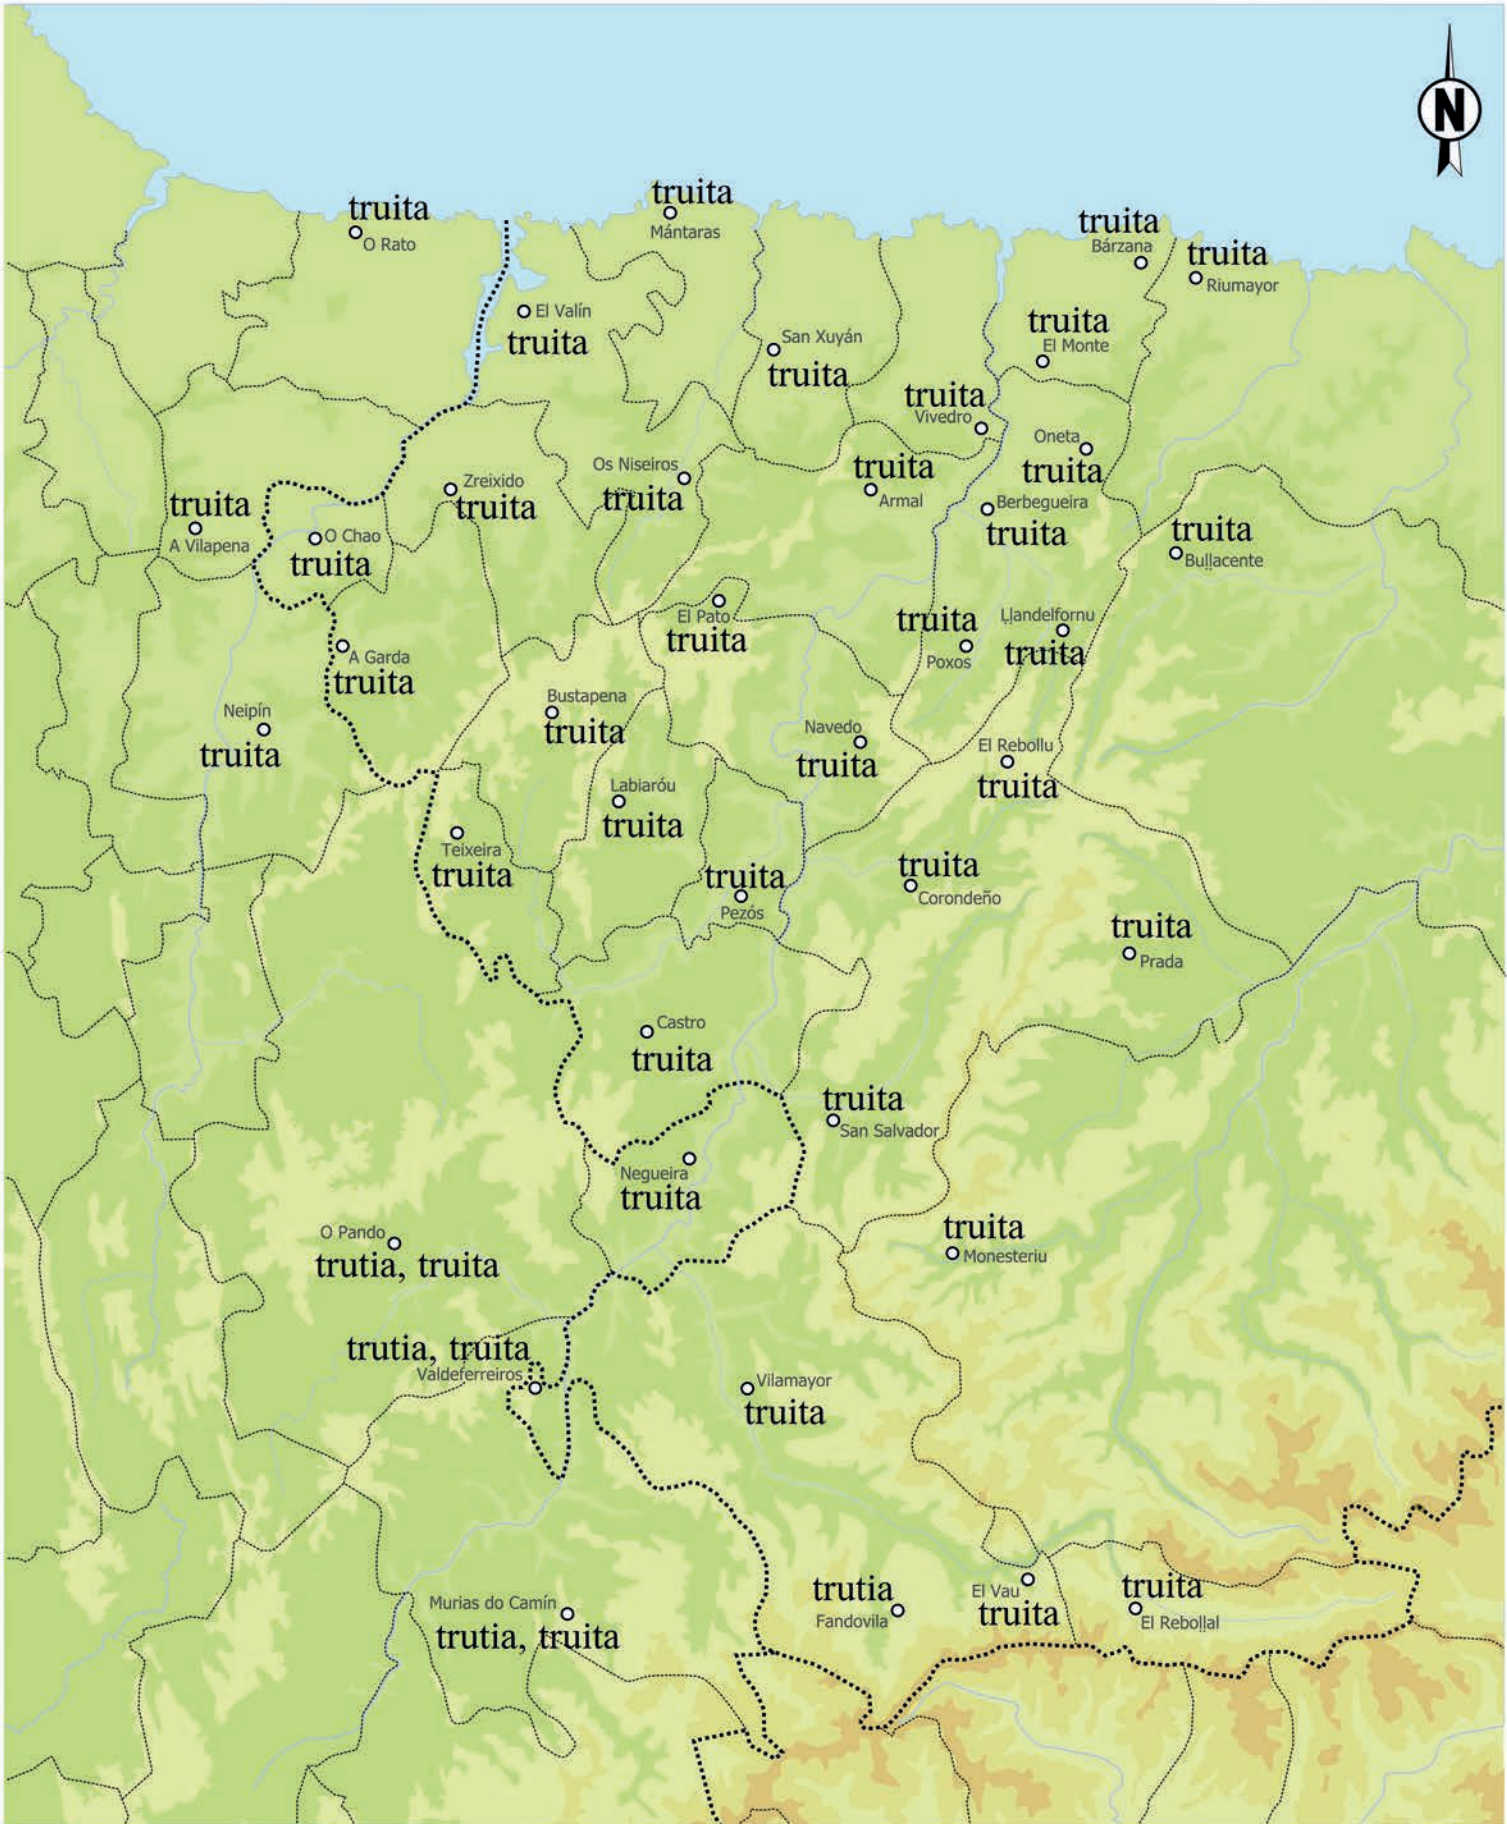 N
truita
O Rato
truita
Mántaras
truita
Bárzana
truita
Riumayor
El Valín
truita
San Xuyán
truita
truita
El Monte
truita
Vivedro
Oneta
truita
truita
A Vilapena
O Chao
truita
Zreixido
truita
Os Niseiros
truita
truita
Armal
Berbegueira
truita
truita
Buḷḷacente
El Pato
truita
truita
Poxos
Llandelfornu
truita
A Garda
truita
Neipín
truita
Bustapena
truita
Navedo
truita
El Rebollu
truita
Labiaróu
truita
Teixeira
truita
truita
Pezós
truita
Corondeño
truita
Prada
Castro
truita
truita
San Salvador
Negueira
truita
O Pando
trutia, truita
truita
Monesteriu
trutia, truita
Valdeferreiros
Vilamayor
truita
Murias do Camín
trutia, truita
trutia
Fandovila
El Vau
truita
truita
El Reboḷḷal